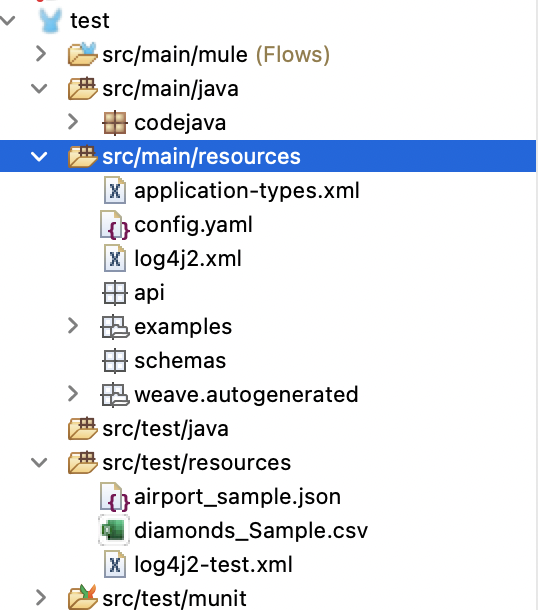 test
src/main/mule (Flows)
src/main/java
codejava
src/main/resources
application-types.xml
config.yaml
log4j2.xml
api
examples
schemas
weave.autogenerated
src/test/java
src/test/resources
airport_sample.json
diamonds_Sample.csv
log4j2-test.xml
src/test/munit